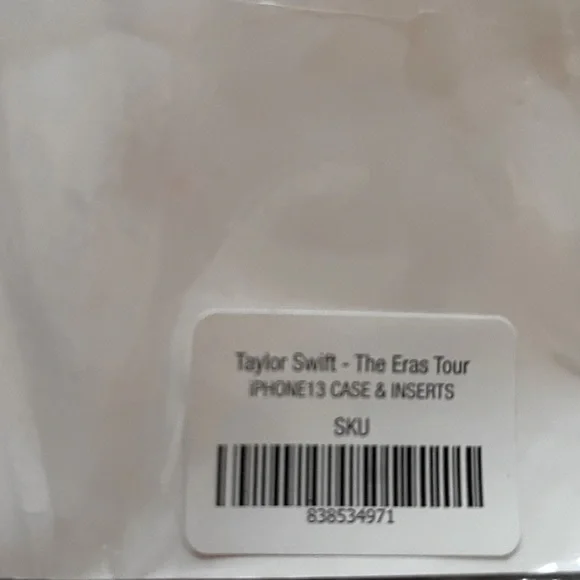 Taylor Swift - The Eras Tour
iPHONE13 CASE & INSERTS
SKU
838534971